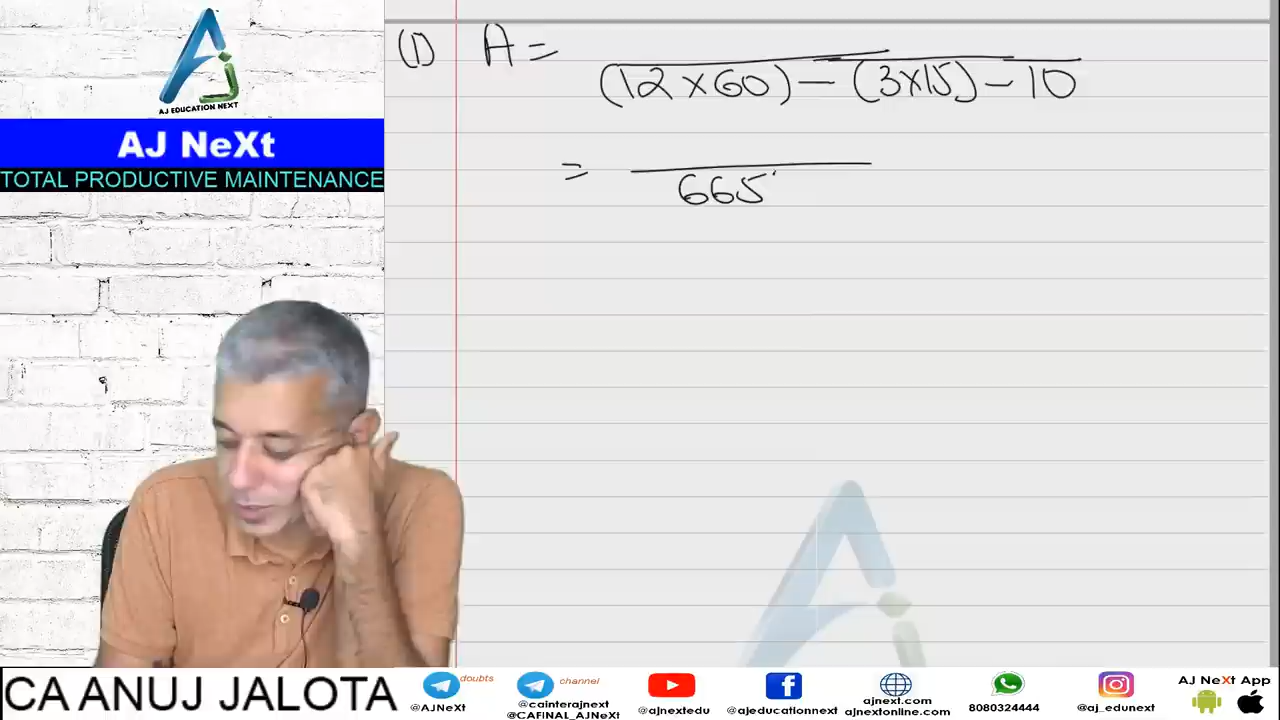 AJ EDUCATION NEXT
AJ NeXt
TOTAL PRODUCTIVE MAINTENANCE
(1) A =
(12 x 60) - (3x15) - 10
=
665
CA ANUJ JALOTA
doubts
@AJNeXt
channel
@cainterajnext
@CAFINAL_AJNeXt
@ajnextedu
@ajeducationnext
ajnext.com
ajnextonline.com
8080324444
@aj_edunext
AJ NeXt App